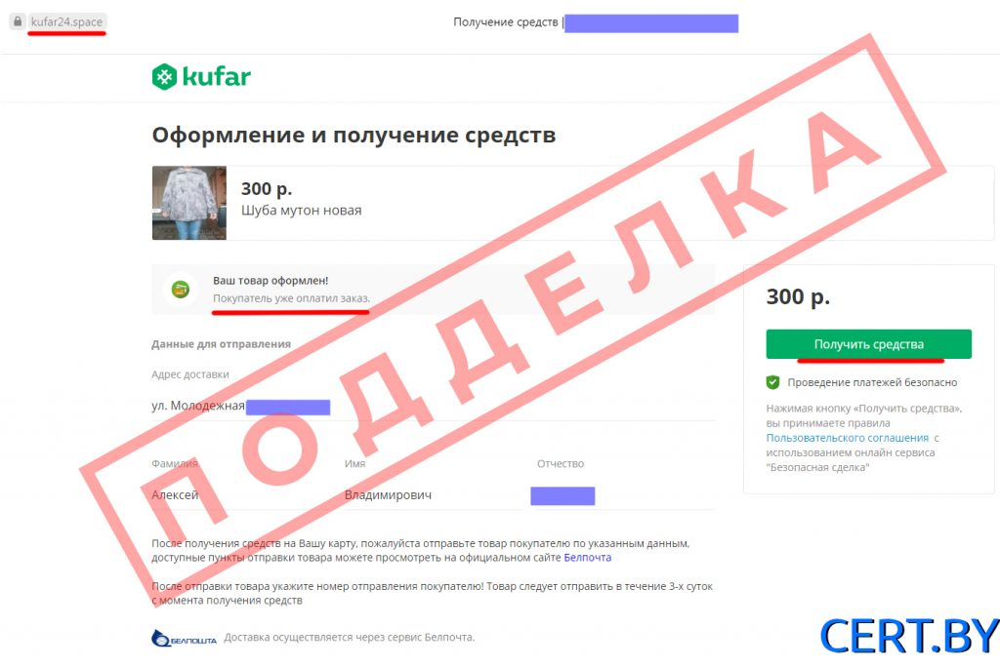 kufar24.space
Получение средств |
kufar
Оформление и получение средств
300 р.
Шуба мутон новая
Ваш товар оформлен!
Покупатель уже оплатил заказ.
Данные для отправления
Адрес доставки
ул. Молодежная
Фамилия
Имя
Отчество
Алексей
Владимирович
После получения средств на Вашу карту, пожалуйста отправьте товар покупателю по указанным данным,
доступные пункты отправки товара можете просмотреть на официальном сайте Белпочта
После отправки товара укажите номер отправления покупателю! Товар следует отправить в течение 3-х суток
с момента получения средств
БЕЛПОШТА
Доставка осуществляется через сервис Белпочта.
300 р.
Получить средства
Проведение платежей безопасно
Нажимая кнопку «Получить средства»,
вы принимаете правила
Пользовательского соглашения с
использованием онлайн сервиса
"Безопасная сделка"
ПОДДЕЛКА
CERT.BY